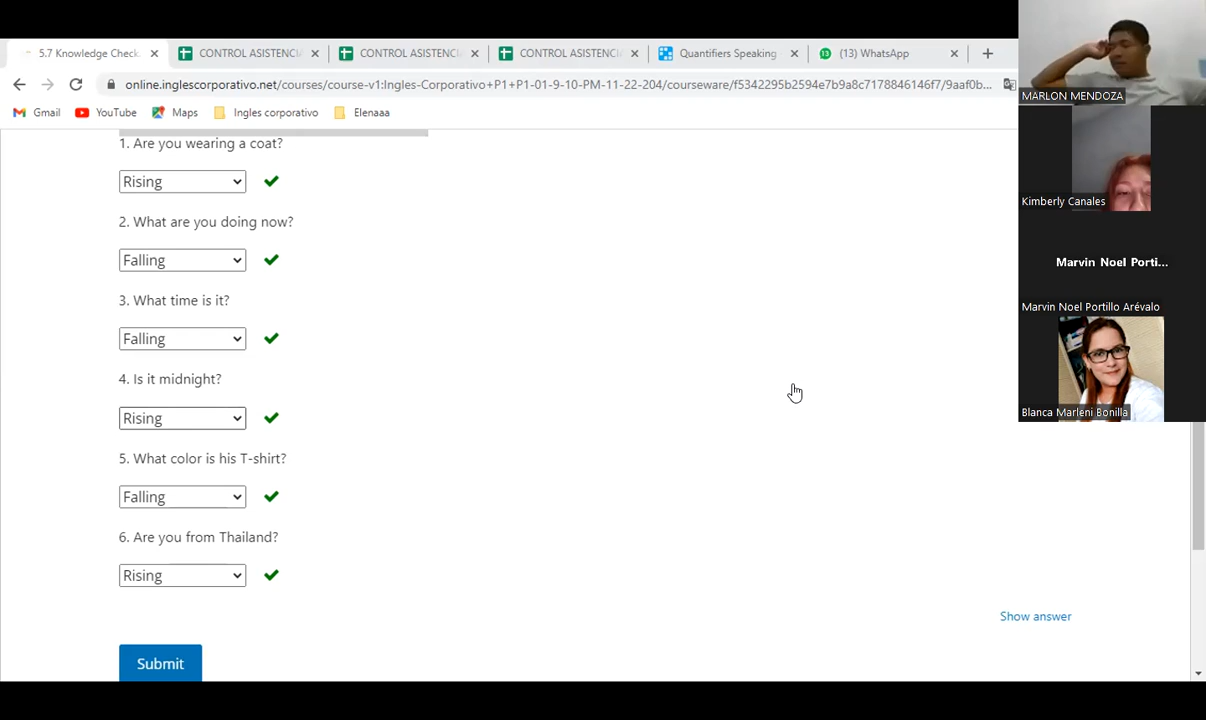 5.7 Knowledge Check
CONTROL ASISTENCI
CONTROL ASISTENCI
CONTROL ASISTENCI
Quantifiers Speaking
(13) WhatsApp
online.inglescorporativo.net/courses/course-v1:Ingles-Corporativo+P1+P1-01-9-10-PM-11-22-204/courseware/f5342295b2594e7b9a8c7178846146f7/9aaf0b...
Gmail
YouTube
Maps
Ingles corporativo
Elenaaa
1. Are you wearing a coat?
Rising
2. What are you doing now?
Falling
3. What time is it?
Falling
4. Is it midnight?
Rising
5. What color is his T-shirt?
Falling
6. Are you from Thailand?
Rising
Show answer
Submit
MARLON MENDOZA
Kimberly Canales
Marvin Noel Porti...
Marvin Noel Portillo Arévalo
Blanca Marleni Bonilla